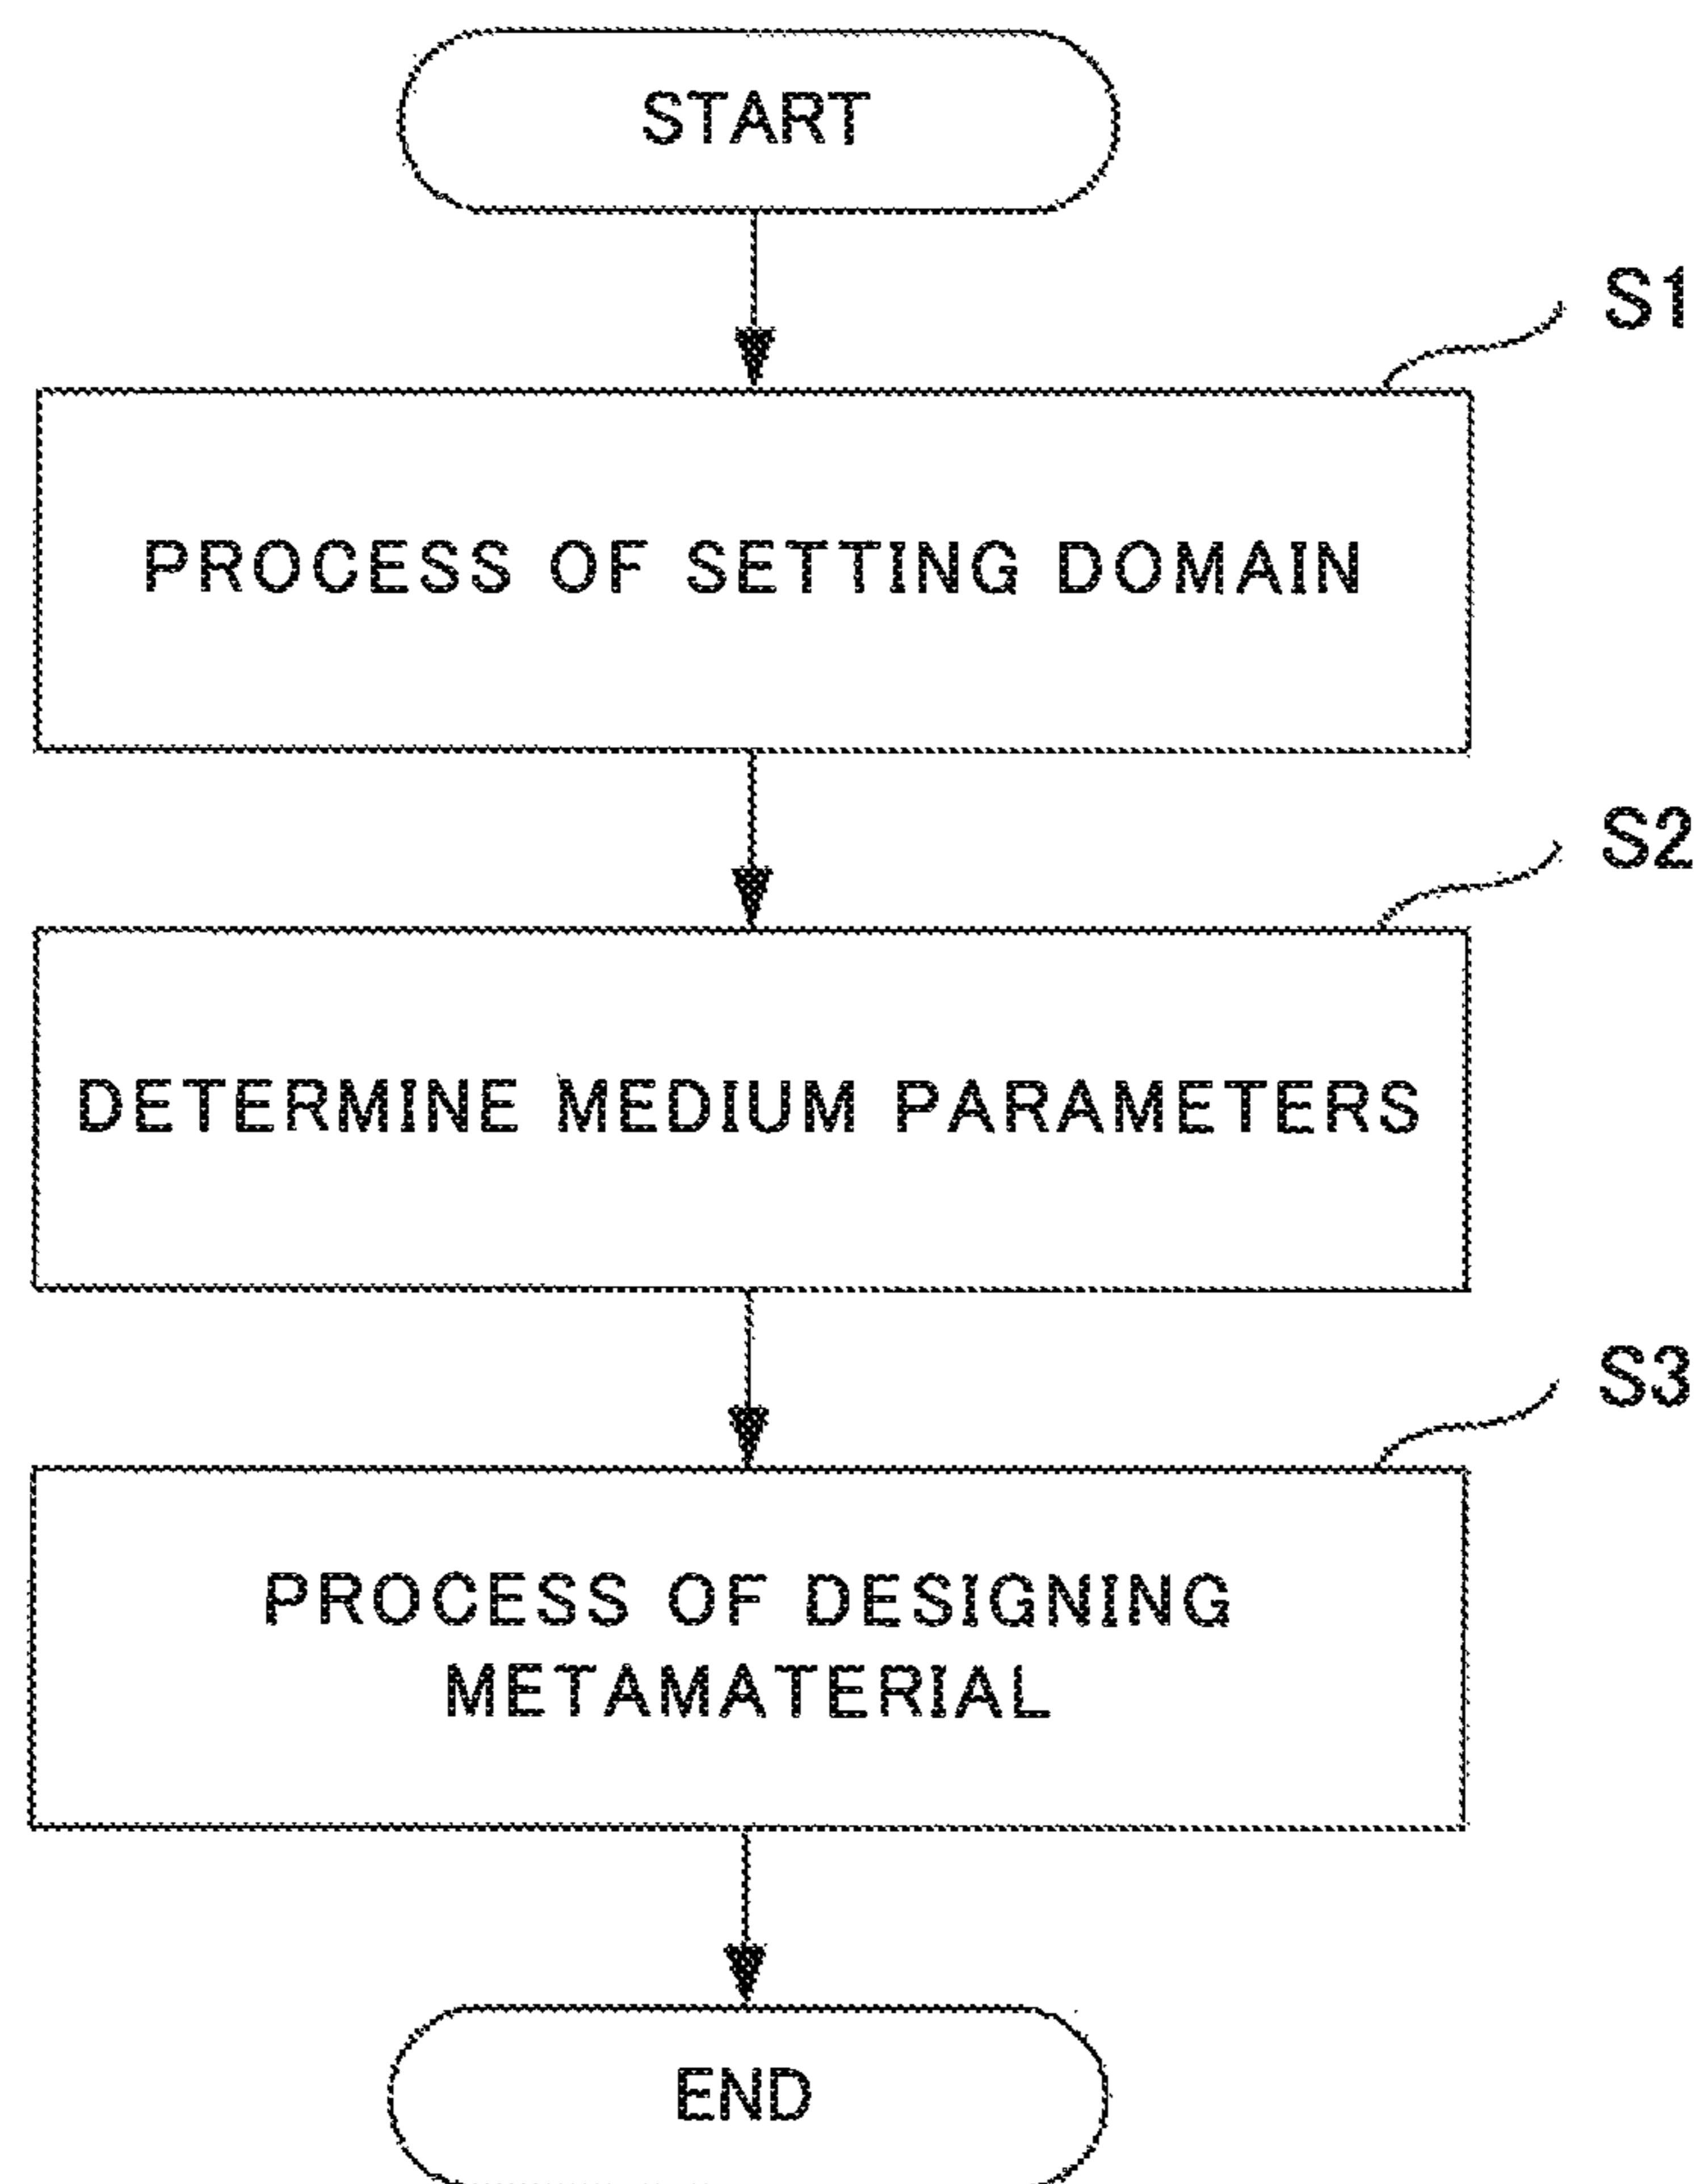 START
S1
PROCESS OF SETTING DOMAIN
S2
DETERMINE MEDIUM PARAMETERS
S3
PROCESS OF DESIGNING
METAMATERIAL
END